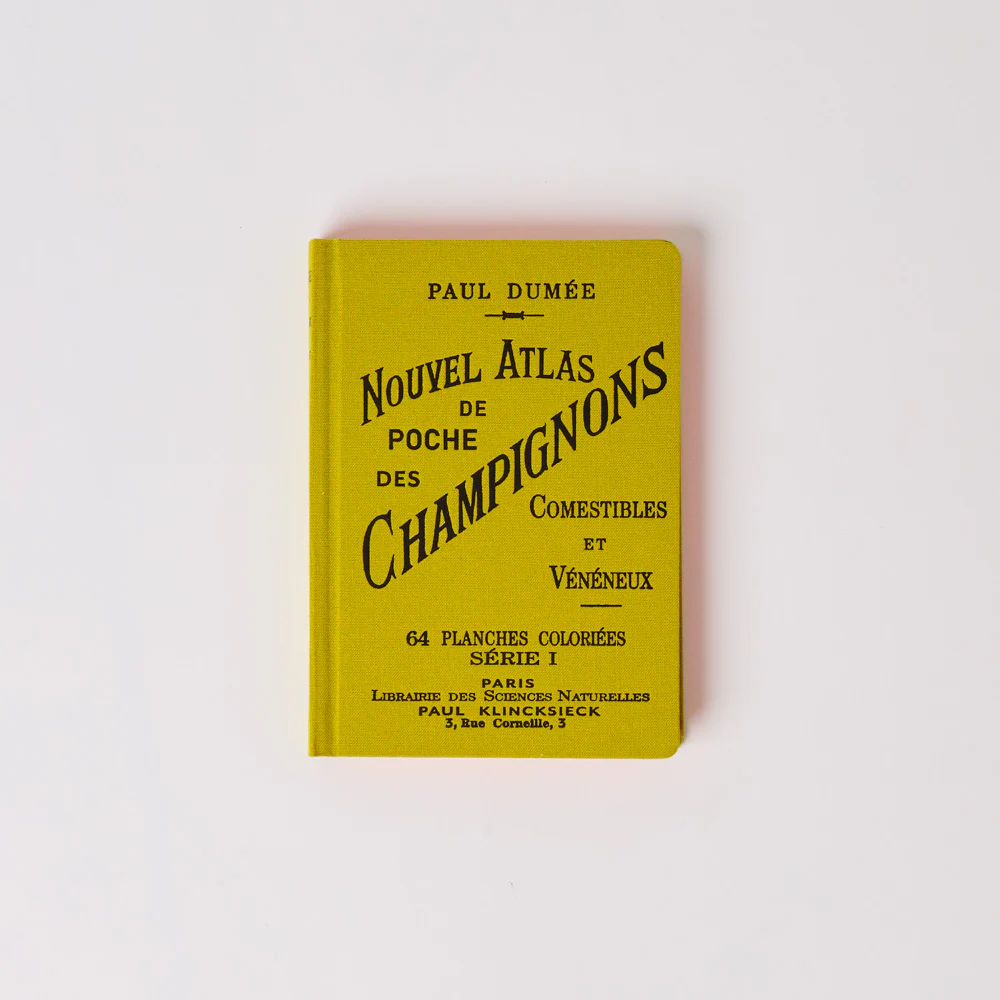 PAUL DUMÉE
NOUVEL ATLAS
DE
POCHE
DES
CHAMPIGNONS
COMESTIBLES
ET
VÉNÉNEUX
64 PLANCHES COLORIÉES
SÉRIE I
PARIS
LIBRAIRIE DES SCIENCES NATURELLES
PAUL KLINCKSIECK
3, Rue Corneille, 3